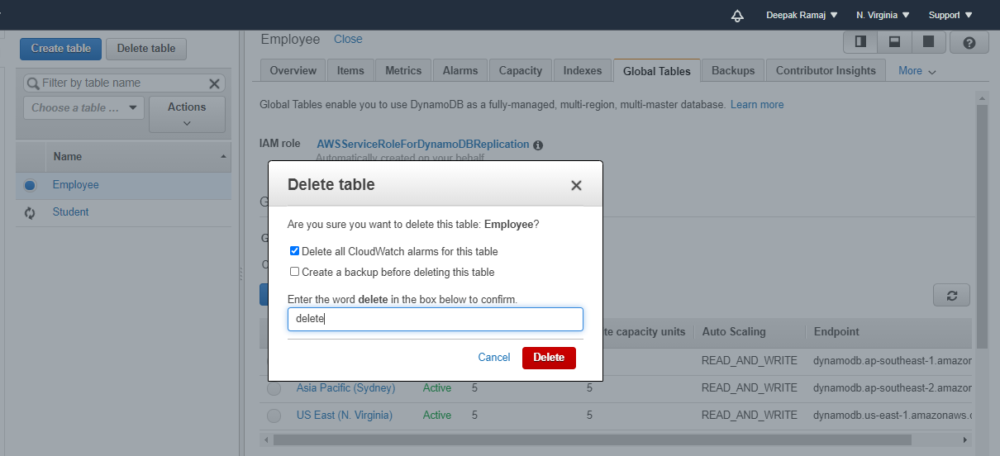 Deepak Ramaj N. Virginia Support
Create table Delete table
Employee Close
Overview Items Metrics Alarms Capacity Indexes Global Tables Backups Contributor Insights More
Filter by table name
Choose a table ... Actions
Global Tables enable you to use DynamoDB as a fully-managed, multi-region, multi-master database. Learn more
IAM role AWSServiceRoleForDynamoDBReplication
Automatically created on your behalf
Name
Employee
Student
Delete table
Are you sure you want to delete this table: Employee?
Delete all CloudWatch alarms for this table
Create a backup before deleting this table
Enter the word delete in the box below to confirm.
delete
Cancel Delete
capacity units Auto Scaling Endpoint
READ_AND_WRITE dynamodb.ap-southeast-1.amazor
Asia Pacific (Sydney) Active 5 5 READ_AND_WRITE dynamodb.ap-southeast-2.amazor
US East (N. Virginia) Active 5 5 READ_AND_WRITE dynamodb.us-east-1.amazonaws.c